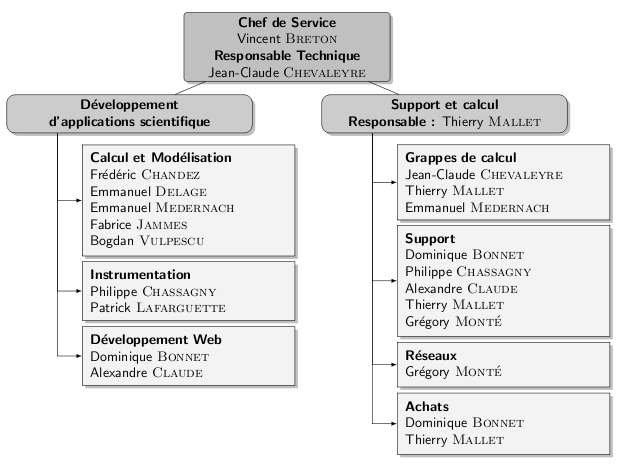 Chef de Service
Vincent Breton
Responsable Technique
Jean-Claude Chevaleyre
Développement
d'applications scientifique
Calcul et Modélisation
Frédéric Chandez
Emmanuel Delage
Emmanuel Medernach
Fabrice Jammes
Bogdan Vulpescu
Instrumentation
Philippe Chassagny
Patrick Lafarguette
Développement Web
Dominique Bonnet
Alexandre Claude
Support et calcul
Responsable : Thierry Mallet
Grappes de calcul
Jean-Claude Chevaleyre
Thierry Mallet
Emmanuel Medernach
Support
Dominique Bonnet
Philippe Chassagny
Alexandre Claude
Thierry Mallet
Grégory Monté
Réseaux
Grégory Monté
Achats
Dominique Bonnet
Thierry Mallet